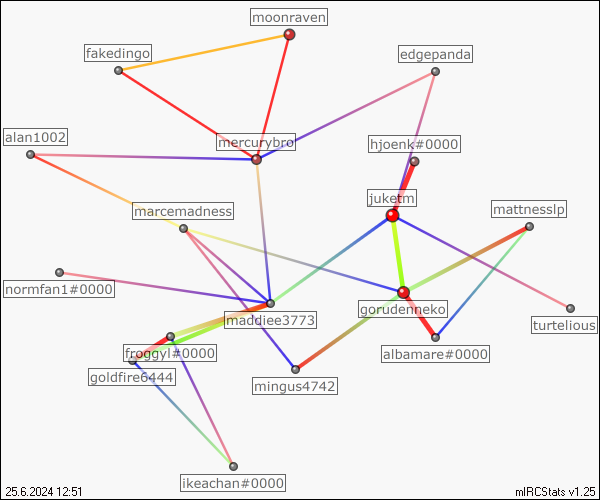 moonraven
fakedingo
edgepanda
alan1002
mercurybro
hjoenk#0000
juketm
marcemadness
mattnesslp
normfan1#0000
maddiee3773
gorudenneko
turtelious
froggyl#0000
albamare#0000
goldfire6444
mingus4742
ikeachan#0000
25.6.2024 12:51
mIRCStats v1.25